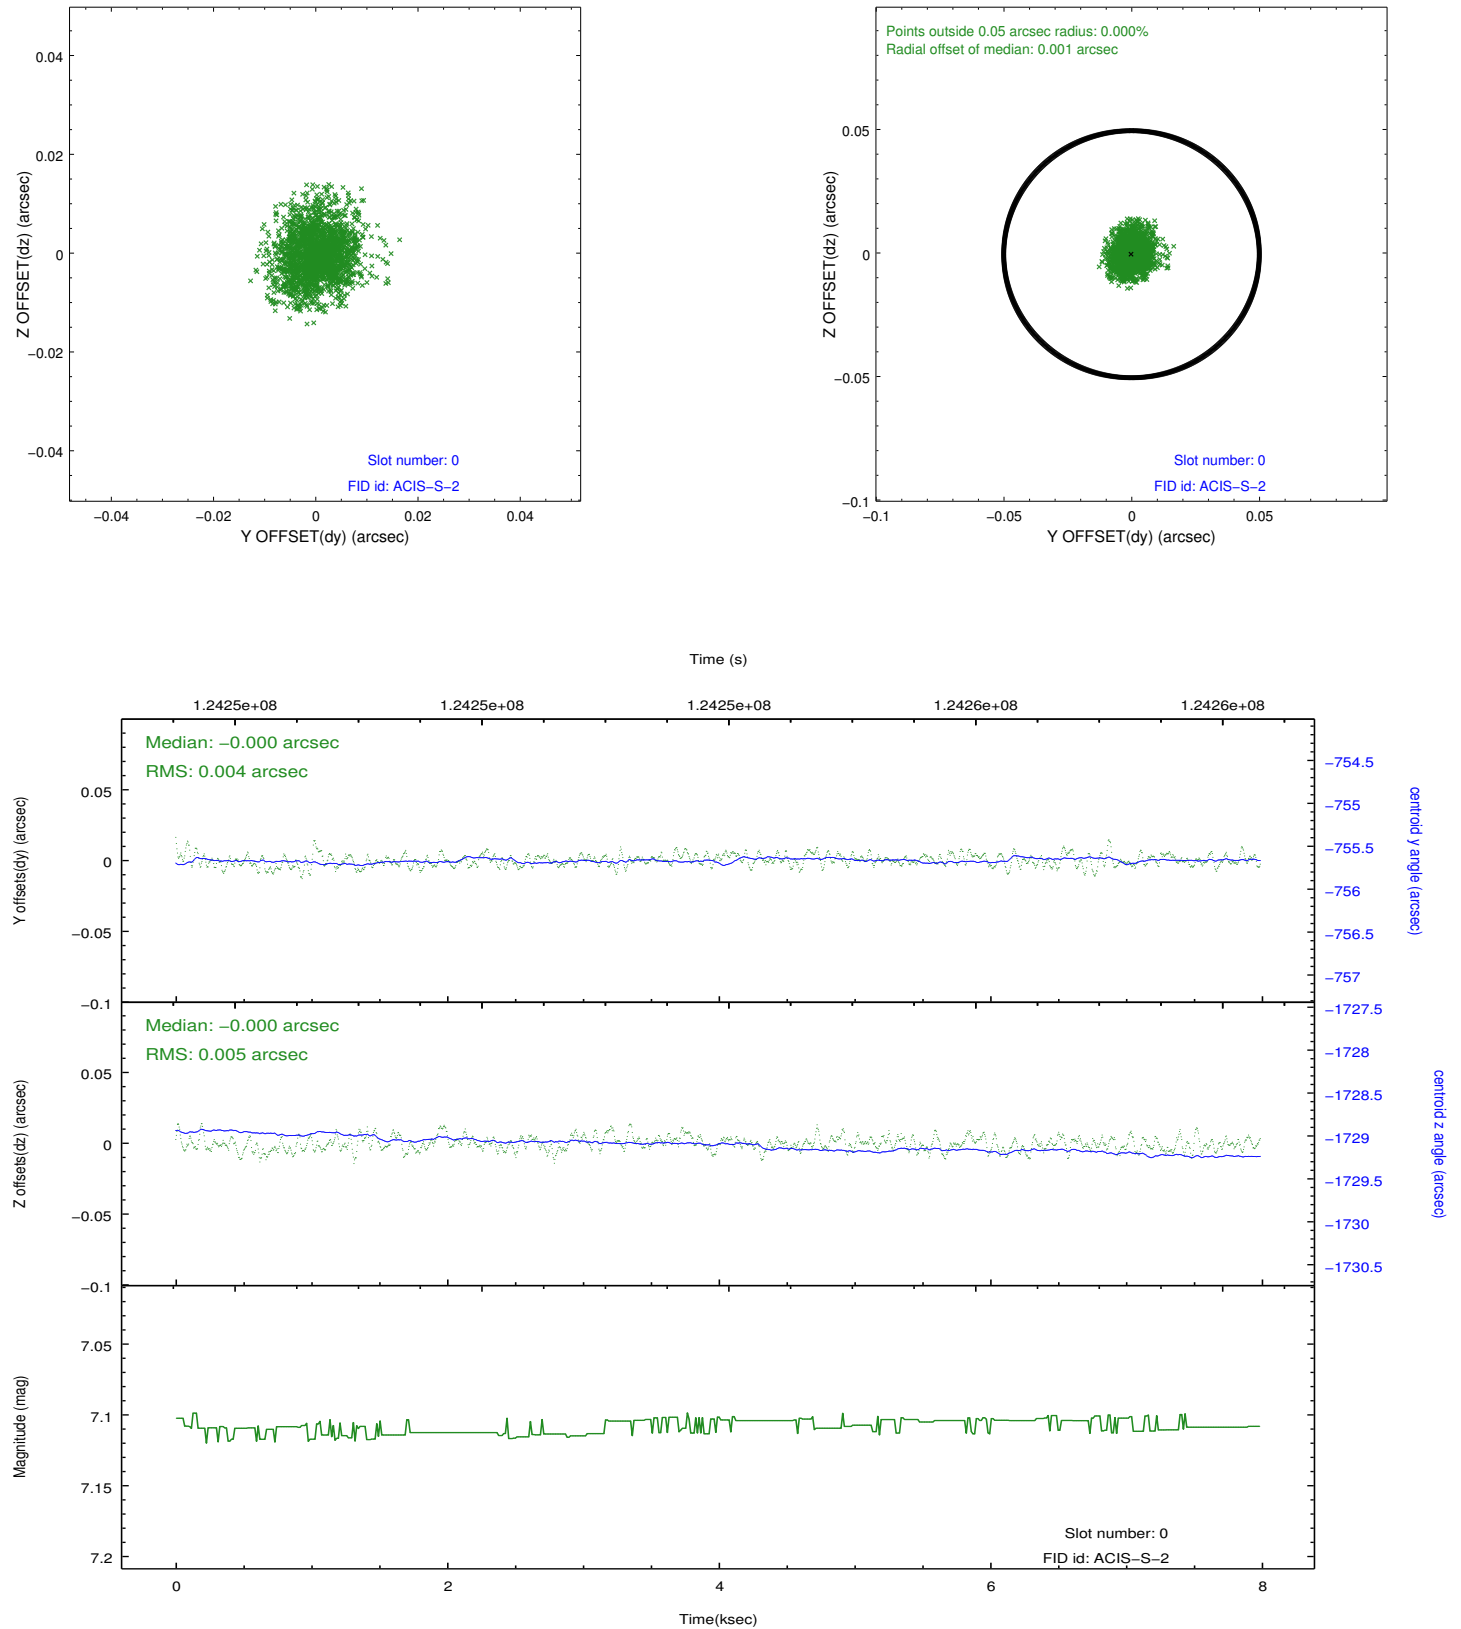 0.04
0.02
0
−0.02
−0.04
Z OFFSET(dz) (arcsec)
Slot number: 0
FID id: ACIS−S−2
−0.04
−0.02
0
0.02
0.04
Y OFFSET(dy) (arcsec)
Points outside 0.05 arcsec radius: 0.000%
Radial offset of median: 0.001 arcsec
0.05
0
−0.05
−0.1
Z OFFSET(dz) (arcsec)
Slot number: 0
FID id: ACIS−S−2
−0.1
−0.05
0
0.05
Y OFFSET(dy) (arcsec)
Time (s)
1.2425e+08
1.2425e+08
1.2425e+08
1.2426e+08
1.2426e+08
Median: −0.000 arcsec
RMS: 0.004 arcsec
0.05
0
−0.05
−0.1
Y offsets(dy) (arcsec)
−754.5
−755
−755.5
−756
−756.5
−757
centroid y angle (arcsec)
Median: −0.000 arcsec
RMS: 0.005 arcsec
0.05
0
−0.05
−0.1
Z offsets(dz) (arcsec)
−1727.5
−1728
−1728.5
−1729
−1729.5
−1730
−1730.5
centroid z angle (arcsec)
7.05
7.1
7.15
7.2
Magnitude (mag)
Slot number: 0
FID id: ACIS−S−2
0
2
4
6
8
Time(ksec)